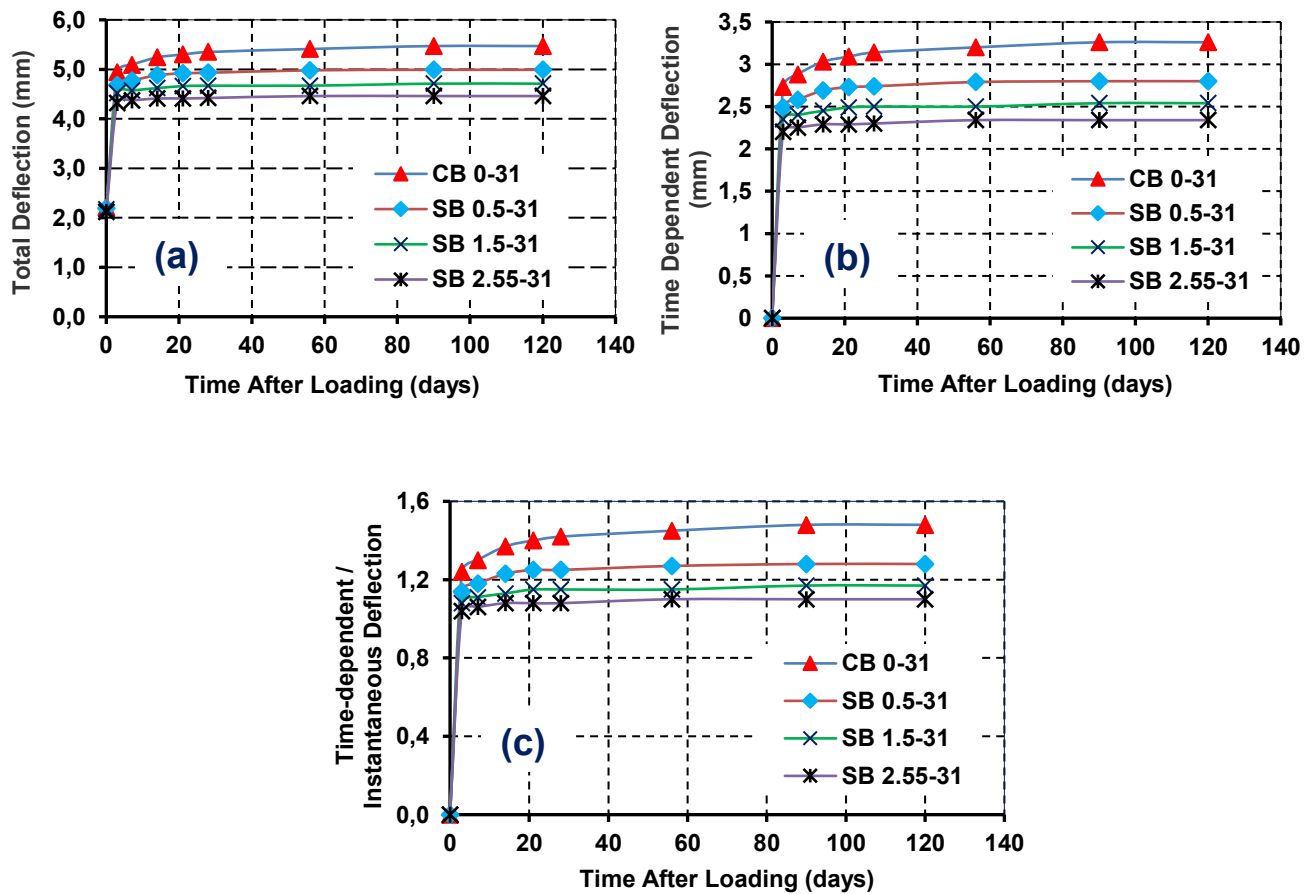 6,0
5,0
4,0
3,0
2,0
1,0
0,0
Total Deflection (mm)
CB 0-31
SB 0.5-31
SB 1.5-31
SB 2.55-31
(a)
0 20 40 60 80 100 120 140
Time After Loading (days)
3,5
3
2,5
2
1,5
1
0,5
0
Time Dependent Deflection
(mm)
CB 0-31
SB 0.5-31
SB 1.5-31
SB 2.55-31
(b)
0 20 40 60 80 100 120 140
Time After Loading (days)
1,6
1,2
0,8
0,4
0,0
Time-dependent /
Instantaneous Deflection
CB 0-31
SB 0.5-31
SB 1.5-31
SB 2.55-31
(c)
0 20 40 60 80 100 120 140
Time After Loading (days)